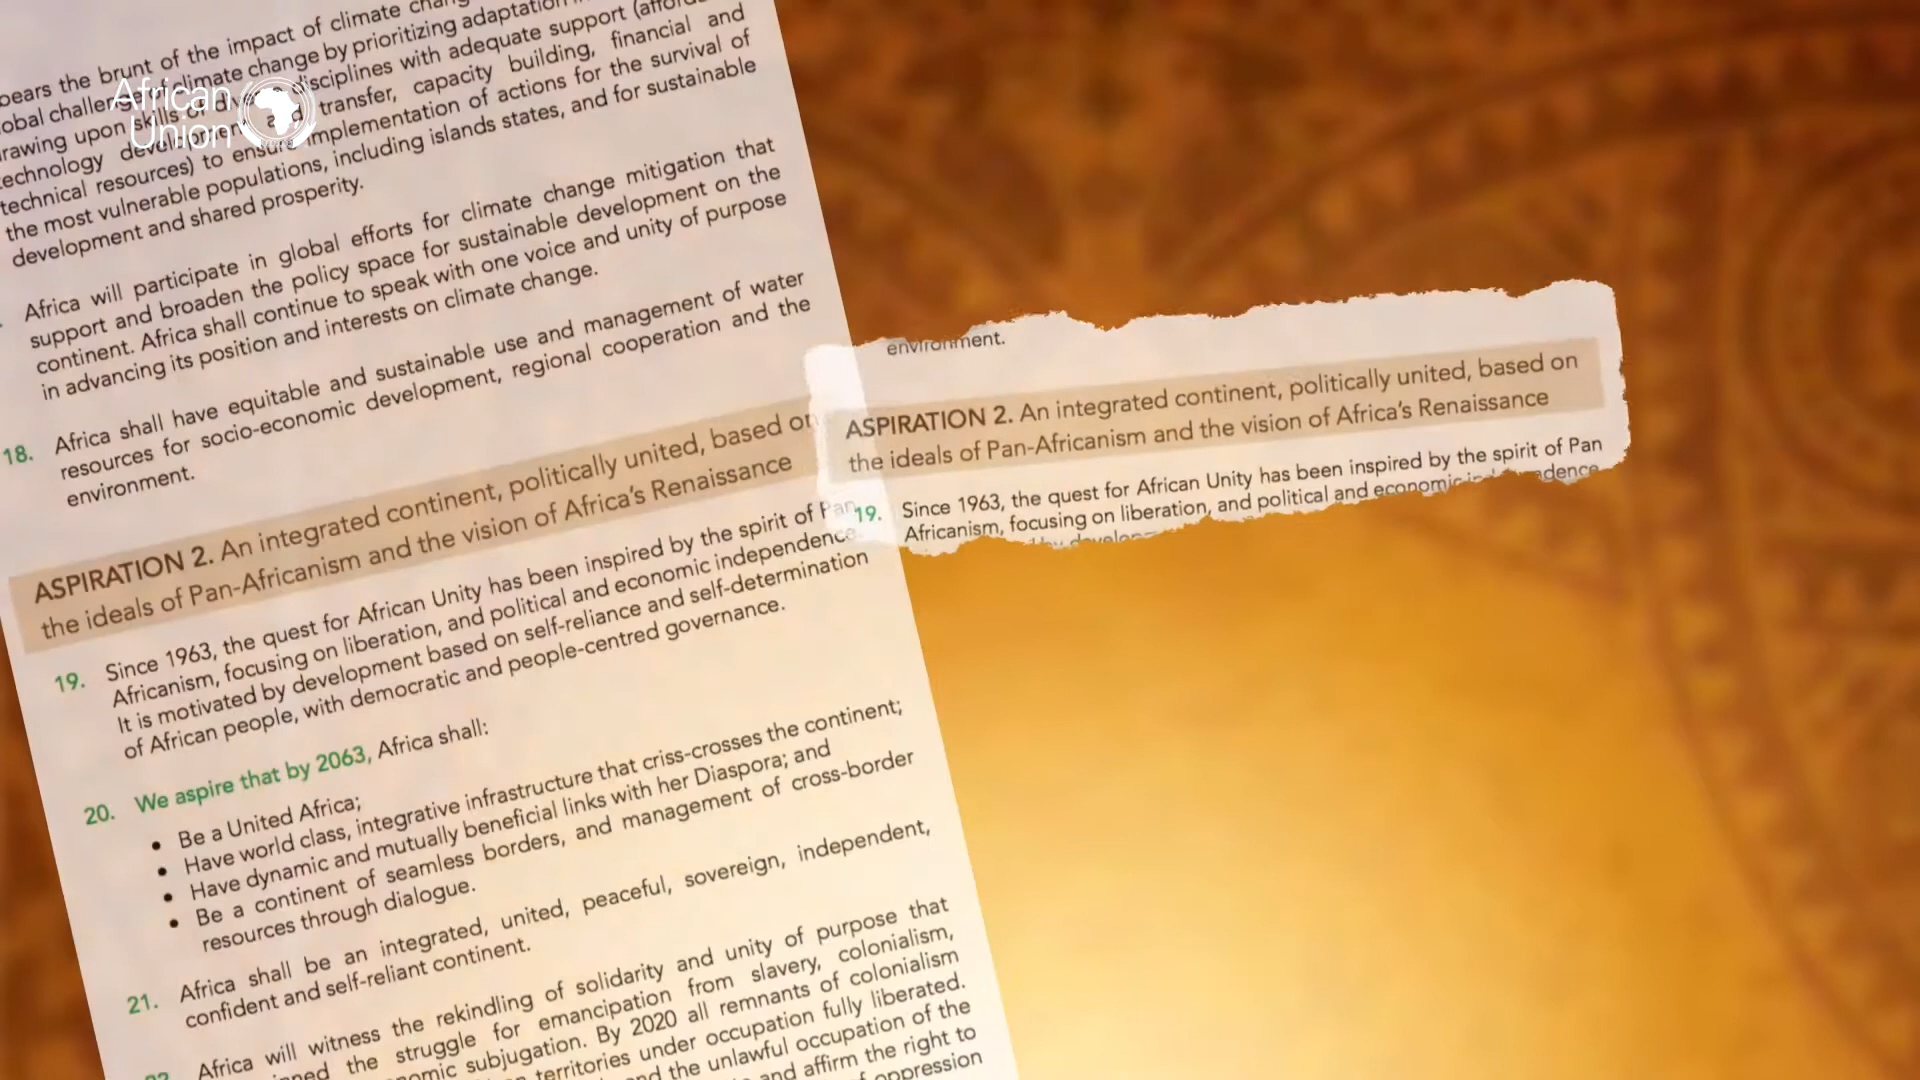 African
Union
bears the brunt of the impact of climate
global challenge of climate change by prioritizing adaptation
drawing upon skills of disciplines with adequate support
technology development and transfer, capacity building, financial and
technical resources) to ensure implementation of actions for the survival of
the most vulnerable populations, including islands states, and for sustainable
development and shared prosperity.
Africa will participate in global efforts for climate change mitigation that
support and broaden the policy space for sustainable development on the
continent. Africa shall continue to speak with one voice and unity of purpose
in advancing its position and interests on climate change.
18. Africa shall have equitable and sustainable use and management of water
resources for socio-economic development, regional cooperation and the
environment.
ASPIRATION 2. An integrated continent, politically united, based on
the ideals of Pan-Africanism and the vision of Africa's Renaissance
19. Since 1963, the quest for African Unity has been inspired by the spirit of Pan
Africanism, focusing on liberation, and political and economic independence.
It is motivated by development based on self-reliance and self-determination
of African people, with democratic and people-centred governance.
20. We aspire that by 2063, Africa shall:
• Be a United Africa;
• Have world class, integrative infrastructure that criss-crosses the continent;
• Have dynamic and mutually beneficial links with her Diaspora; and
• Be a continent of seamless borders, and management of cross-border
resources through dialogue.
21. Africa shall be an integrated, united, peaceful, sovereign, independent,
confident and self-reliant continent.
Africa will witness the rekindling of solidarity and unity of purpose that
the struggle for emancipation from slavery, colonialism,
subjugation. By 2020 all remnants of colonialism
territories under occupation fully liberated.
the unlawful occupation of the
and affirm the right to
oppression
environment.
ASPIRATION 2. An integrated continent, politically united, based on
the ideals of Pan-Africanism and the vision of Africa's Renaissance
19. Since 1963, the quest for African Unity has been inspired by the spirit of Pan
Africanism, focusing on liberation, and political and economic